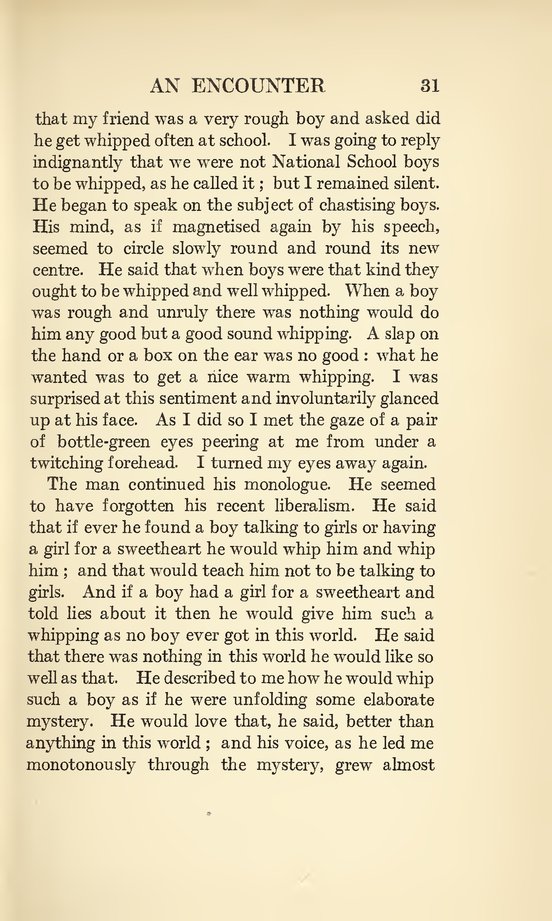 AN ENCOUNTER 31
that my friend was a very rough boy and asked did
he get whipped often at school. I was going to reply
indignantly that we were not National School boys
to be whipped, as he called it ; but I remained silent.
He began to speak on the subject of chastising boys.
His mind, as if magnetised again by his speech,
seemed to circle slowly round and round its new
centre. He said that when boys were that kind they
ought to be whipped and well whipped. When a boy
was rough and unruly there was nothing would do
him any good but a good sound whipping. A slap on
the hand or a box on the ear was no good : what he
wanted was to get a nice warm whipping. I was
surprised at this sentiment and involuntarily glanced
up at his face. As I did so I met the gaze of a pair
of bottle-green eyes peering at me from under a
twitching forehead. I turned my eyes away again.
The man continued his monologue. He seemed
to have forgotten his recent liberalism. He said
that if ever he found a boy talking to girls or having
a girl for a sweetheart he would whip him and whip
him ; and that would teach him not to be talking to
girls. And if a boy had a girl for a sweetheart and
told lies about it then he would give him such a
whipping as no boy ever got in this world. He said
that there was nothing in this world he would like so
well as that. He described to me how he would whip
such a boy as if he were unfolding some elaborate
mystery. He would love that, he said, better than
anything in this world ; and his voice, as he led me
monotonously through the mystery, grew almost